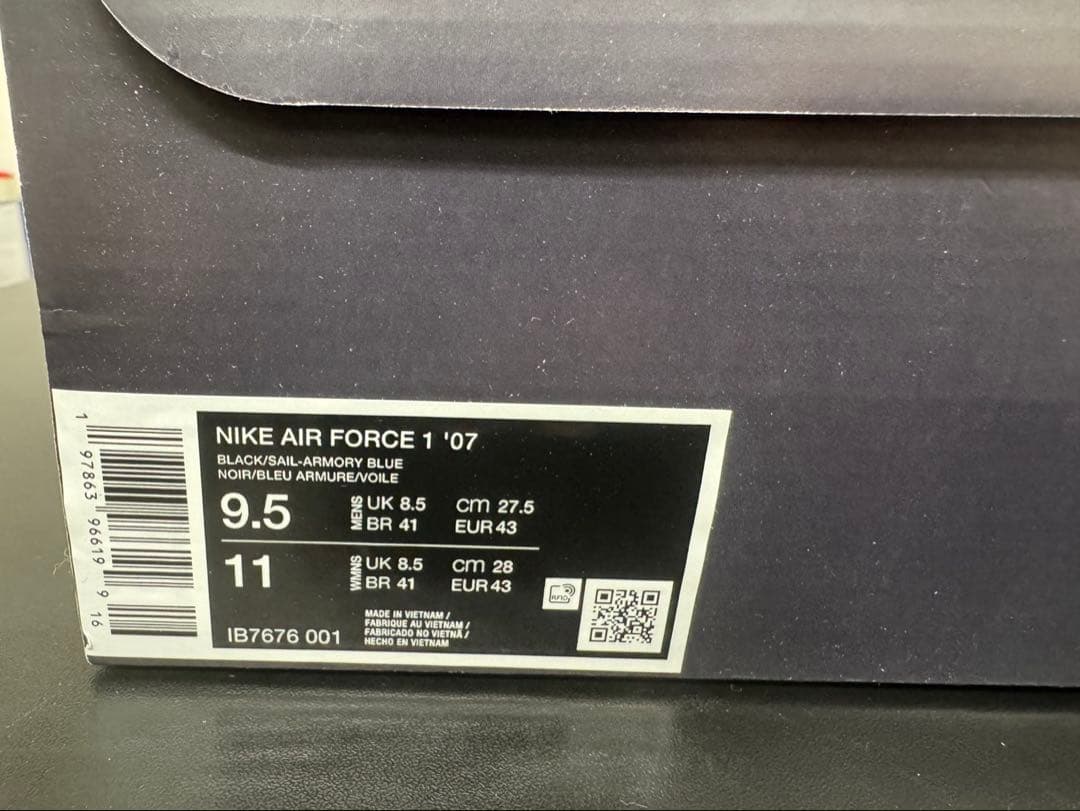 1 97863 96619 9 16
NIKE AIR FORCE 1 '07
BLACK/SAIL-ARMORY BLUE
NOIR/BLEU ARMURE/VOILE
9.5 MENS UK 8.5 cm 27.5
BR 41 EUR 43
11 WMNS UK 8.5 cm 28
BR 41 EUR 43
RFID
IB7676 001
MADE IN VIETNAM /
FABRIQUE AU VIETNAM /
FABRICADO NO VIETNÃ /
HECHO EN VIETNAM